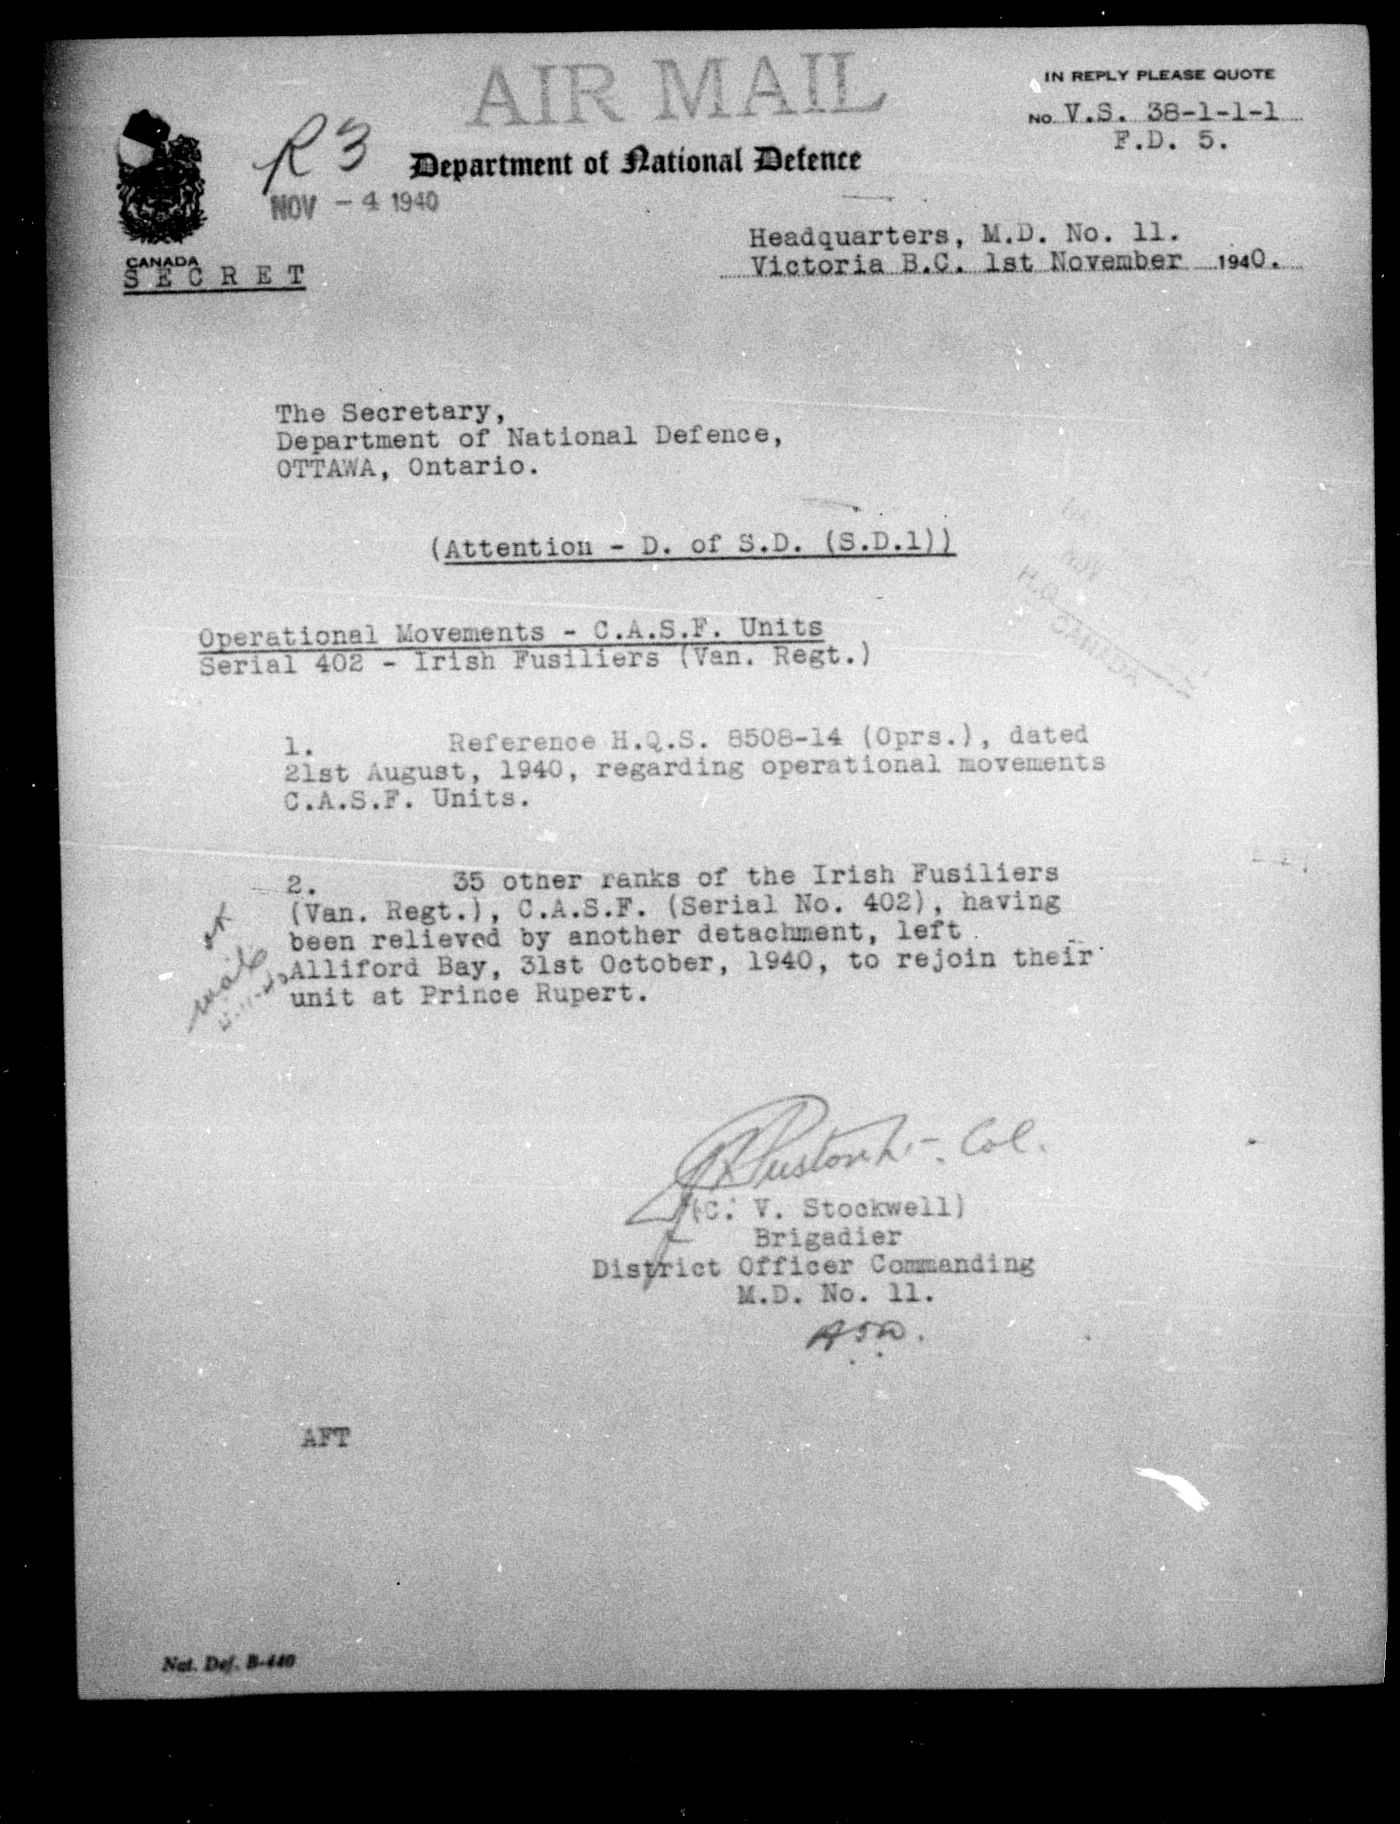 AIR MAIL
IN REPLY PLEASE QUOTE
No. V.S. 38-1-1-1
F.D. 5.
R3
Department of National Defence
NOV - 4 1940
Headquarters, M.D. No. 11.
Victoria B.C. 1st November 1940.
CANADA
S E C R E T
The Secretary,
Department of National Defence,
OTTAWA, Ontario.
(Attention - D. of S.D. (S.D.1))
NOV
H.Q. CANADA
Operational Movements - C.A.S.F. Units
Serial 402 - Irish Fusiliers (Van. Regt.)
1. Reference H.Q.S. 8508-14 (Oprs.), dated
21st August, 1940, regarding operational movements
C.A.S.F. Units.
2. 35 other ranks of the Irish Fusiliers
(Van. Regt.), C.A.S.F. (Serial No. 402), having
been relieved by another detachment, left
Alliford Bay, 31st October, 1940, to rejoin their
unit at Prince Rupert.
Col.
(C. V. Stockwell)
Brigadier
District Officer Commanding
M.D. No. 11.
AFT
Nat. Def. B-440